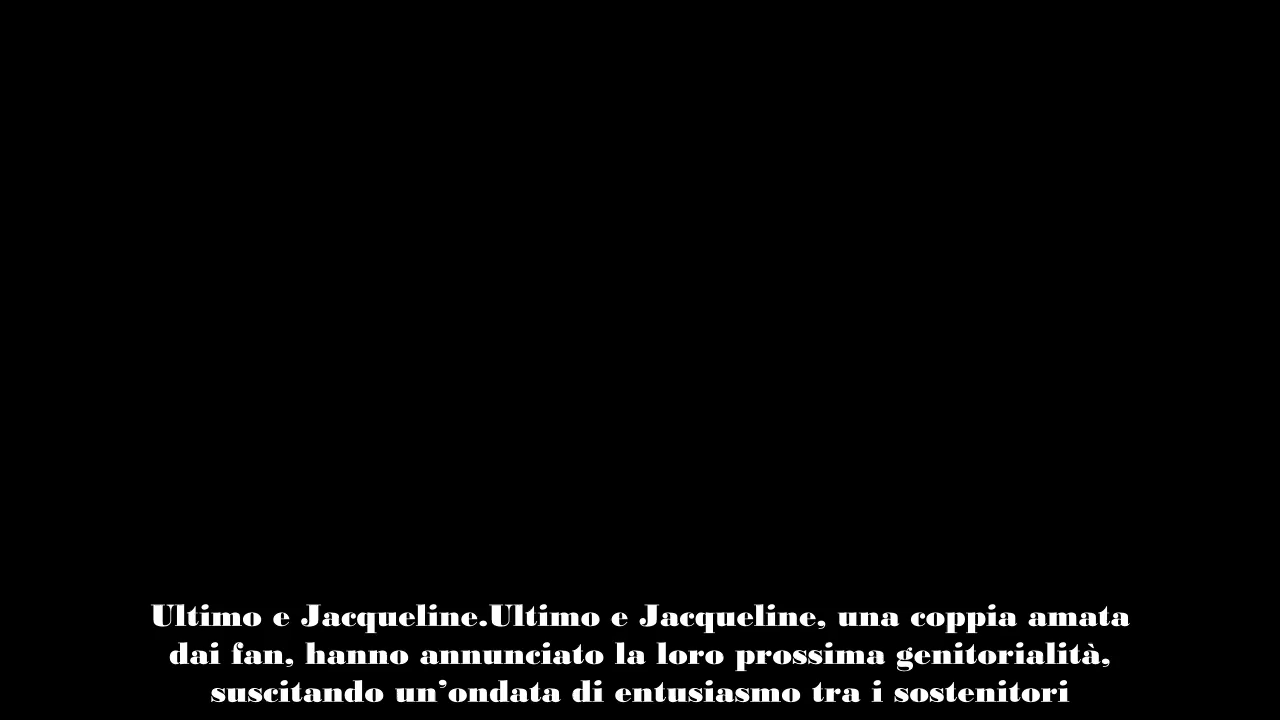 Ultimo e Jacqueline.Ultimo e Jacqueline, una coppia amata
dai fan, hanno annunciato la loro prossima genitorialità,
suscitando un’ondata di entusiasmo tra i sostenitori